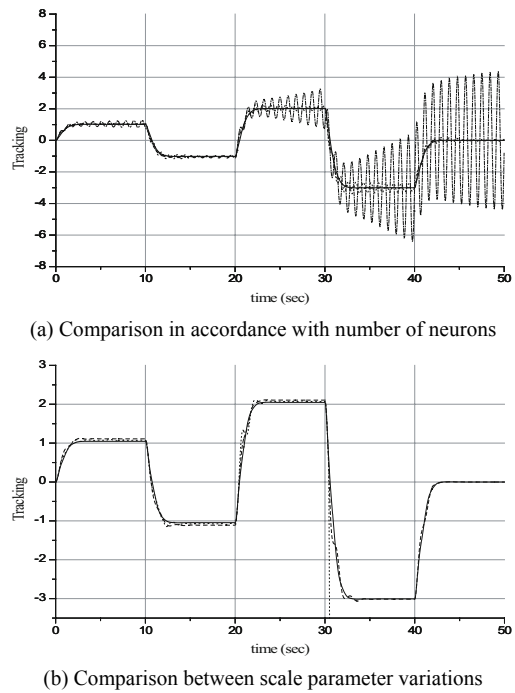 8
6
4
2
0
-2
-4
-6
-8
Tracking
0 10 20 30 40 50
time (sec)
(a) Comparison in accordance with number of neurons
3
2
1
0
-1
-2
-3
Tracking
0 10 20 30 40 50
time (sec)
(b) Comparison between scale parameter variations